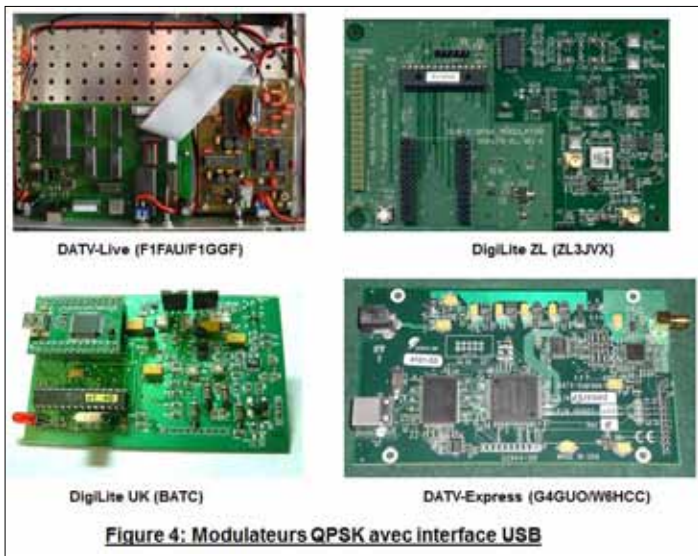 DATV-Live (F1FAU/F1GGF)
DigiLite ZL (ZL3JVX)
DigiLite UK (BATC)
DATV-Express (G4GUO/W6HCC)
Figure 4: Modulateurs QPSK avec interface USB